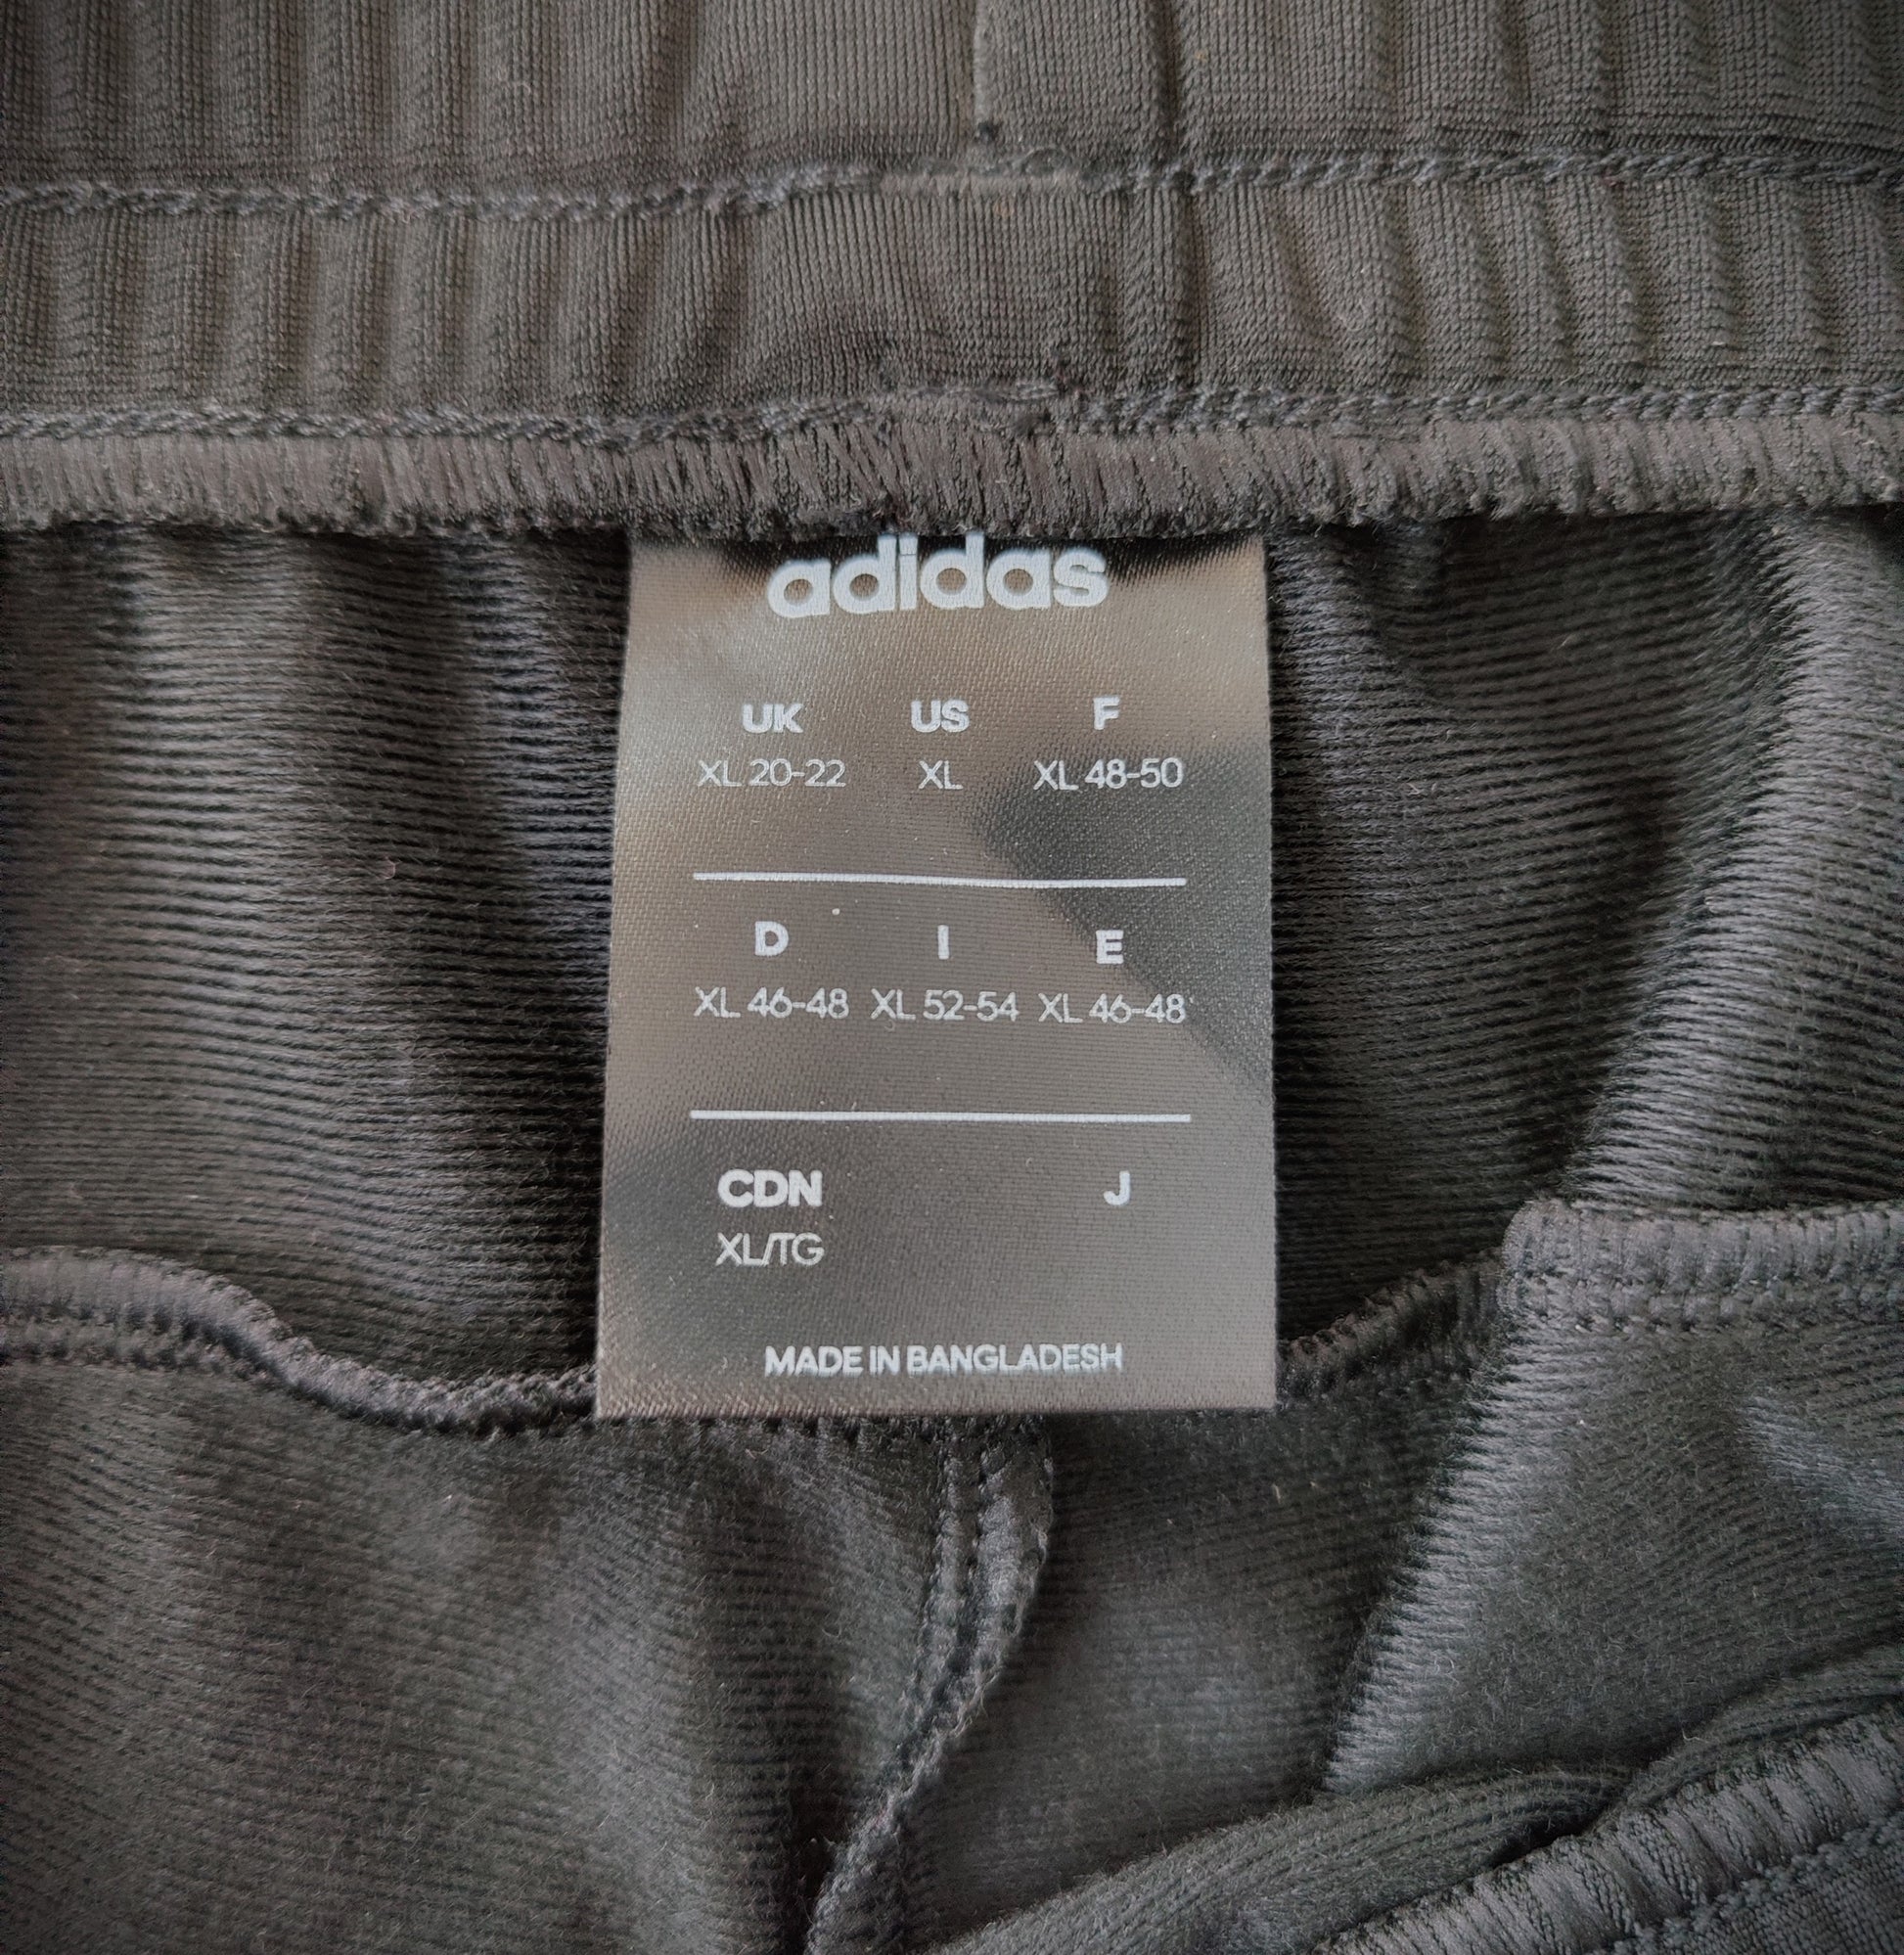 adidas
UK US F
XL 20-22 XL XL 48-50
D I E
XL 46-48 XL 52-54 XL 46-48
CDN J
XL/TG
MADE IN BANGLADESH